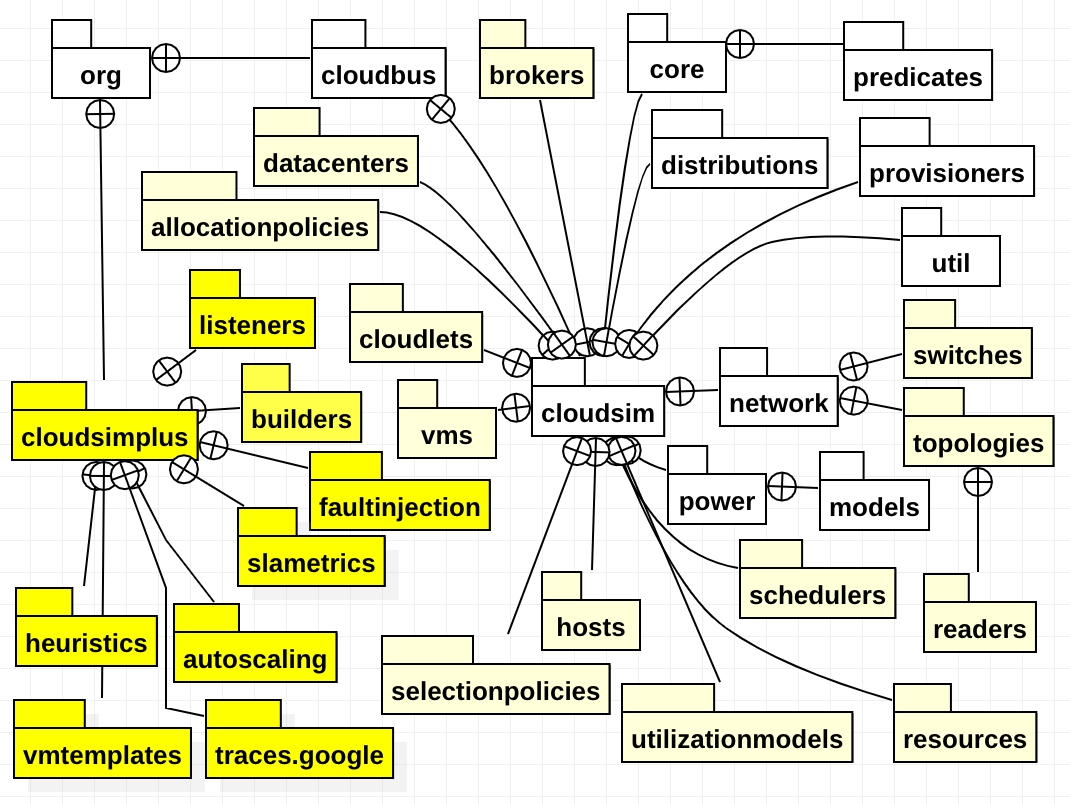 org
cloudbus
brokers
core
predicates
datacenters
distributions
provisioners
allocationpolicies
util
listeners
cloudlets
switches
builders
vms
cloudsim
network
cloudsimplus
topologies
faultinjection
power
models
slametrics
schedulers
heuristics
hosts
readers
autoscaling
selectionpolicies
vmtemplates
traces.google
utilizationmodels
resources